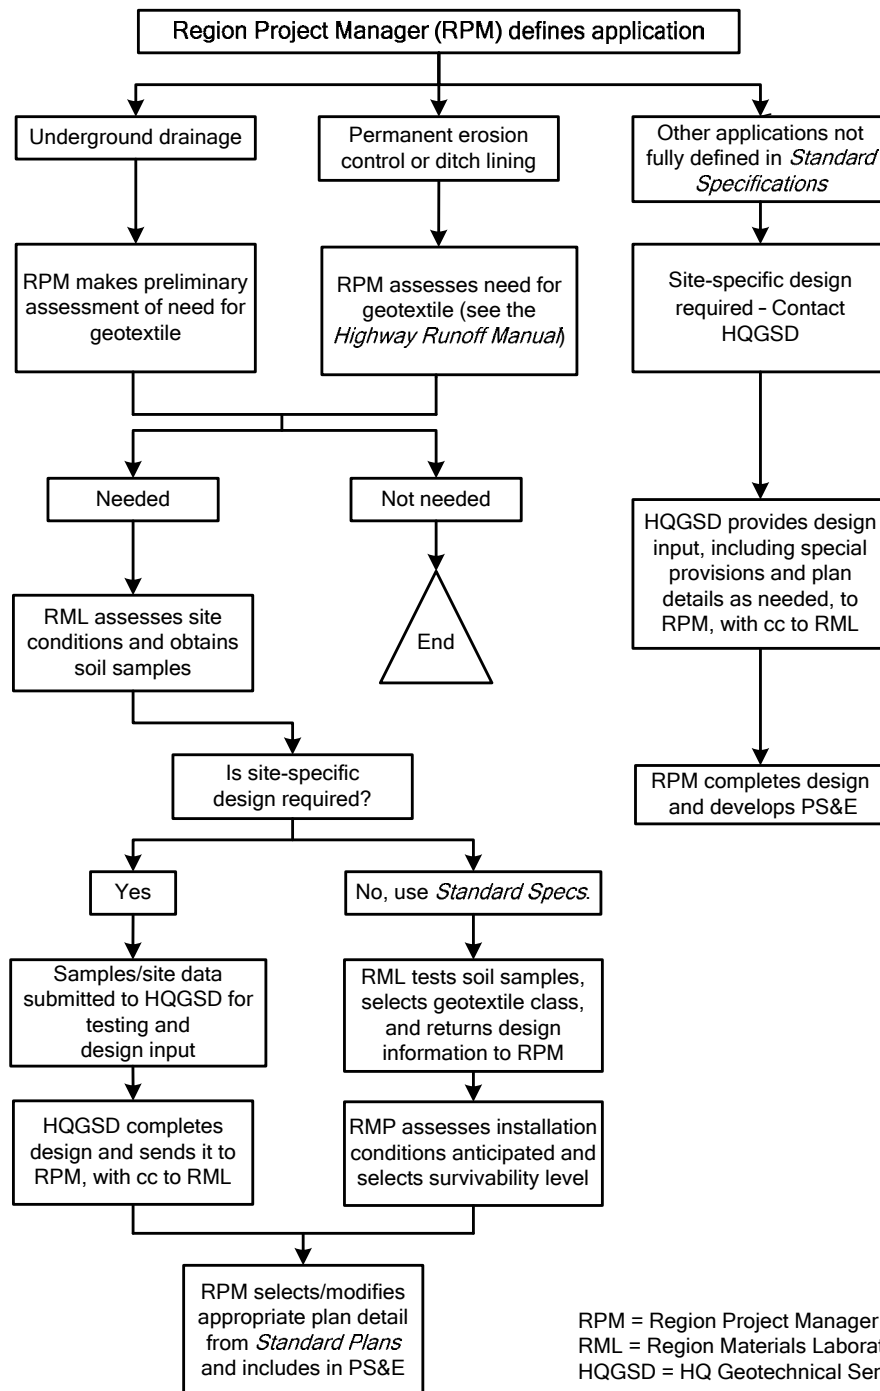 Region Project Manager (RPM) defines application
Underground drainage
Permanent erosion
control or ditch lining
Other applications not
fully defined in Standard
Specifications
RPM makes preliminary
assessment of need for
geotextile
RPM assesses need for
geotextile (see the
Highway Runoff Manual)
Site-specific design
required – Contact
HQGSD
Needed
Not needed
HQGSD provides design
input, including special
provisions and plan
details as needed, to
RPM, with cc to RML
RML assesses site
conditions and obtains
soil samples
End
Is site-specific
design required?
RPM completes design
and develops PS&E
Yes
No, use Standard Specs.
Samples/site data
submitted to HQGSD for
testing and
design input
RML tests soil samples,
selects geotextile class,
and returns design
information to RPM
HQGSD completes
design and sends it to
RPM, with cc to RML
RMP assesses installation
conditions anticipated and
selects survivability level
RPM selects/modifies
appropriate plan detail
from Standard Plans
and includes in PS&E
RPM = Region Project Manager
RML = Region Materials
HQGSD = HQ Geotechnical